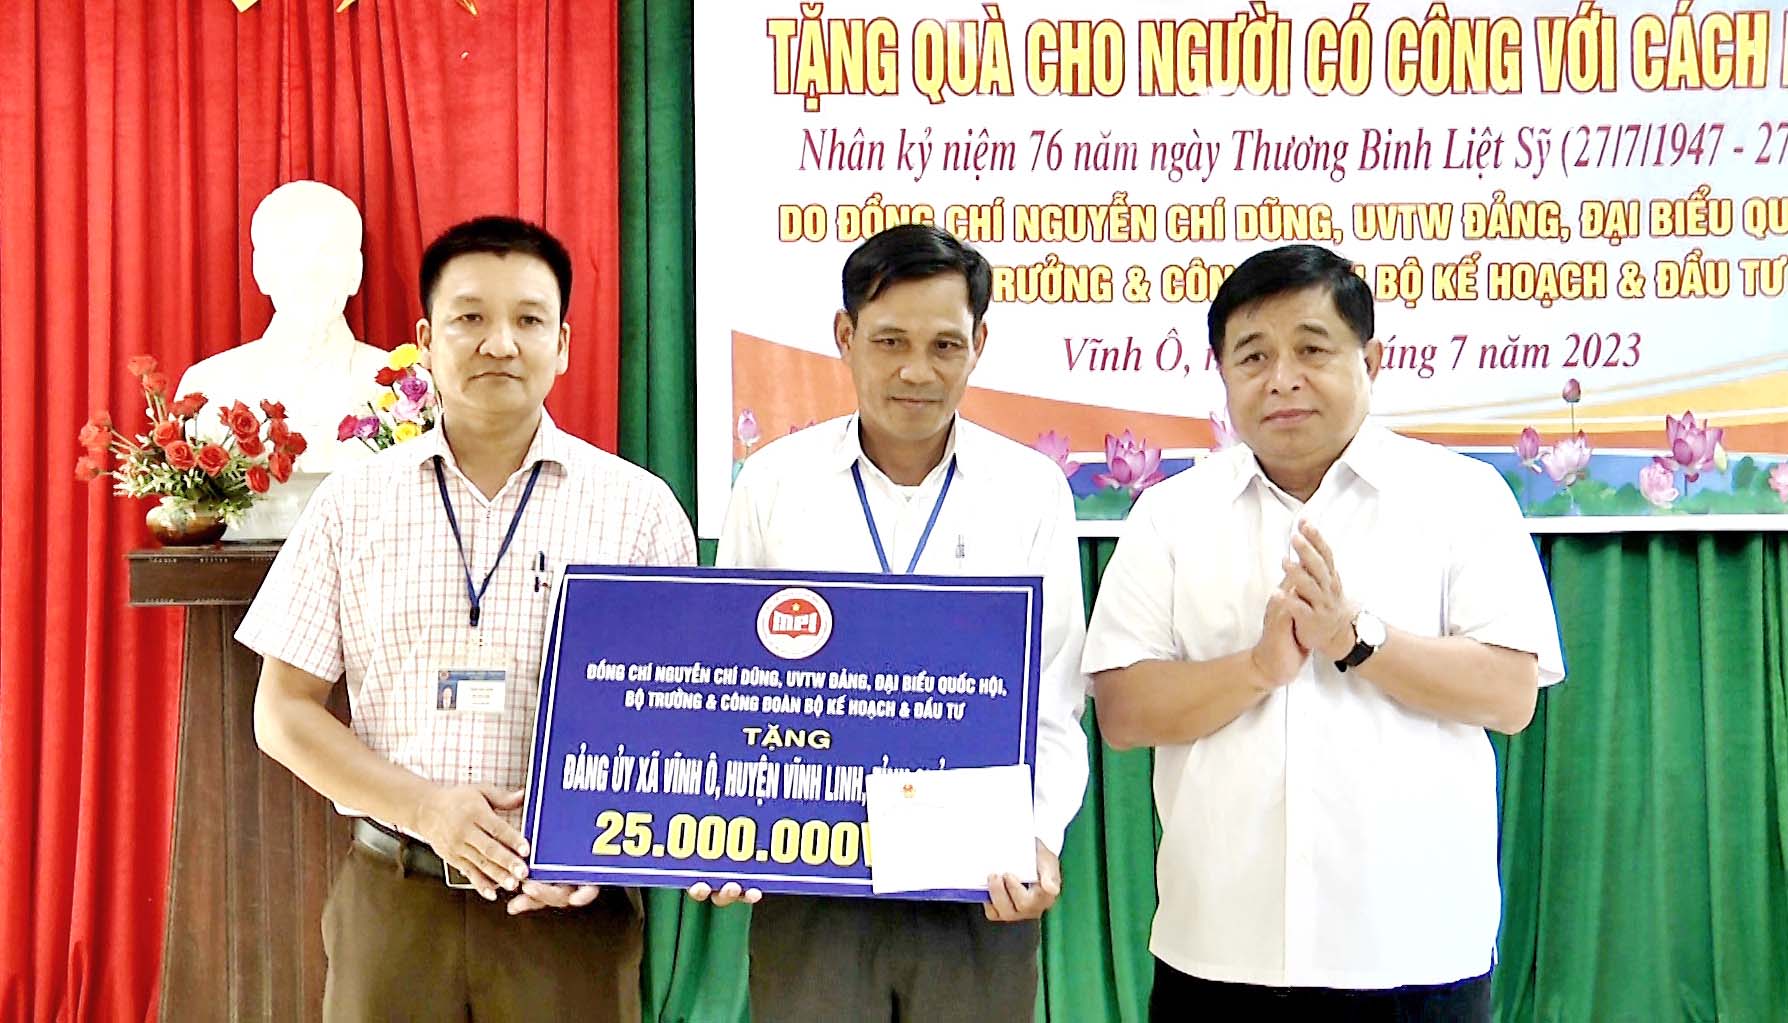 TẶNG QUÀ CHO NGƯỜI CÓ CÔNG VỚI CÁCH
Nhân kỷ niệm 76 năm ngày Thương Binh Liệt Sỹ (27/7/1947 - 27
DO ĐỒNG CHÍ NGUYỄN CHÍ DŨNG, UVTW ĐẢNG, ĐẠI BIỂU QU
RƯỞNG & CÔN BỘ KẾ HOẠCH & ĐẦU TƯ
Vĩnh Ô, áng 7 năm 2023
MPI
ĐỒNG CHÍ NGUYỄN CHÍ DŨNG, UVTW ĐẢNG, ĐẠI BIỂU QUỐC HỘI,
BỘ TRƯỞNG & CÔNG ĐOÀN BỘ KẾ HOẠCH & ĐẦU TƯ
TẶNG
ĐẢNG ỦY XÃ VĨNH Ô, HUYỆN VĨNH LINH,
25.000.000